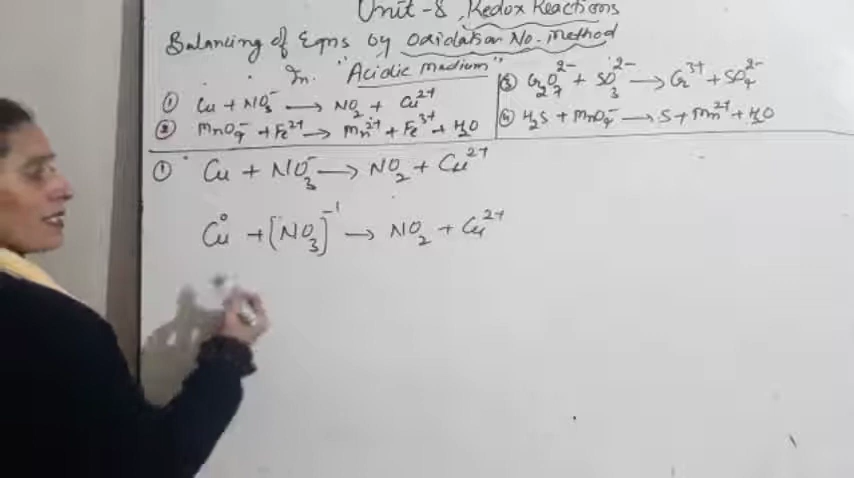 Unit-8, Redox Reactions
Balancing of Eqns by Oxidation No. method
In "Acidic medium"
① Cu + NO₃⁻ → NO₂ + Cu²⁺
② MnO₄⁻ + Fe²⁺ → Mn²⁺ + Fe³⁺ + H₂O
③ Cr₂O₇²⁻ + SO₃²⁻ → Cr³⁺ + SO₄²⁻
④ H₂S + MnO₄⁻ → S + Mn²⁺ + H₂O
① Cu + NO₃⁻ → NO₂ + Cu²⁺
Cu⁰ + [NO₃]⁻¹ → NO₂ + Cu²⁺